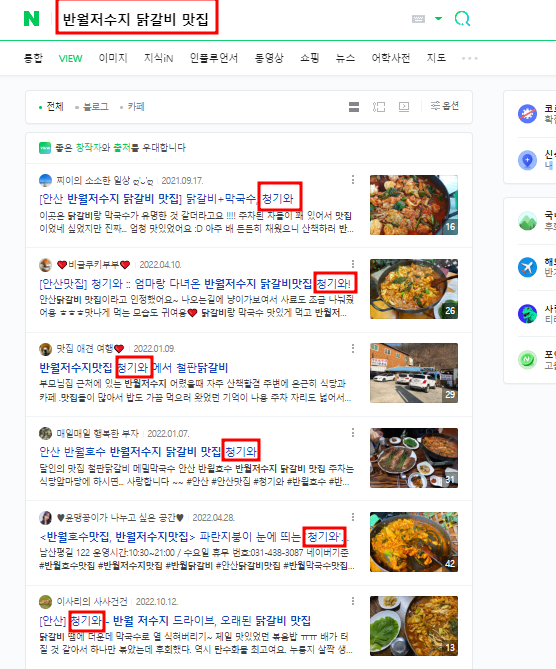 N 반월저수지 닭갈비 맛집
통합 VIEW 이미지 지식iN 인플루언서 동영상 쇼핑 뉴스 어학사전 지도
전체 블로그 카페 옵션
좋은 창작자와 출처를 우대합니다
찌이의 소소한 일상 2021.09.17.
[안산 반월저수지 닭갈비 맛집] 닭갈비+막국수, 청기와
이곳은 닭갈비랑 막국수가 유명한 것 같더라고요 !!!! 주차된 차들이 꽤 있어서 맛집
이었네 싶었지만 진짜.. 엄청 맛있었어요 :D 아주 배 든든히 채웠으니 산책하러 반...
16
❤비글쿠키부부❤ 2022.04.10.
[안산맛집] 청기와 :: 엄마랑 다녀온 반월저수지 닭갈비맛집 청기와!
안산닭갈비 맛집이라고 인정했어요~ 나오는길에 냥이가보여서 사료도 조금 나눠줬
어용 ㅎㅎㅎ맛나게 먹는 모습도 귀여용❤ 닭갈비랑 막국수 맛있게 먹고 반월저...
26
맛집 애견 여행❤ 2022.01.09.
반월저수지맛집 청기와 에서 철판닭갈비
부모님집 근처에 있는 반월저수지 어렸을때 자주 산책할겸 주변에 은근히 식당과
카페 .맛집들이 많아서 밥도 가끔 먹으러 왔었던 기억이 나용 주차 자리도 넓어서...
29
매일매일 행복한 부자 2022.01.07.
안산 반월호수 반월저수지 닭갈비 맛집 청기와
달인의 맛집 철판닭갈비 메밀막국수 안산 반월호수 반월저수지 닭갈비 맛집 주차는
식당앞마당에 하시면.. 사랑합니다 ~~ #안산 #안산맛집 #청기와 #반월호수 #반...
31
♥윤깽꽁이가 나누고 싶은 공간♥ 2022.04.28.
<반월호수맛집, 반월저수지맛집> 파란지붕이 눈에 띄는 '청기와'...
남산평길 122 운영시간:10:30~21:00 / 수요일 휴무 번호:031-438-3087 네이버기준
#반월호수맛집 #반월저수지맛집 #반월닭갈비 #안산닭갈비맛집 #반월막국수맛집...
42
이사리의 사사건건 2022.10.12.
[안산] 청기와 - 반월 저수지 드라이브, 오래된 닭갈비 맛집
닭갈비 땜에 더운데 막국수로 열 식혀버리기~ 제일 맛있었던 볶음밥 ㅠㅠ 배가 터
질 것 같아서 하나만 볶았는데 후회했다. 역시 탄수화물 최고여요. 누룽지 살짝 생...
13